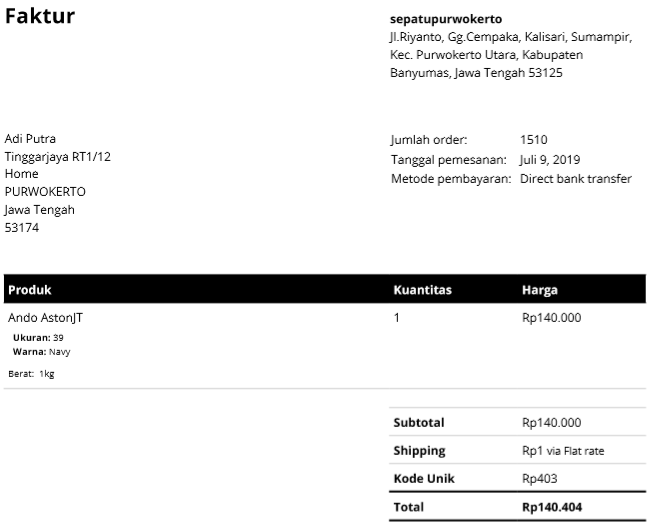 Faktur
sepatupurwokerto
Jl.Riyanto, Gg.Cempaka, Kalisari, Sumampir,
Kec. Purwokerto Utara, Kabupaten
Banyumas, Jawa Tengah 53125
Adi Putra
Tinggarjaya RT1/12
Home
PURWOKERTO
Jawa Tengah
53174
Jumlah order: 1510
Tanggal pemesanan: Juli 9, 2019
Metode pembayaran: Direct bank transfer
Produk Kuantitas Harga
Ando AstonJT 1 Rp140.000
Ukuran: 39
Warna: Navy
Berat: 1kg
Subtotal Rp140.000
Shipping Rp1 via Flat rate
Kode Unik Rp403
Total Rp140.404